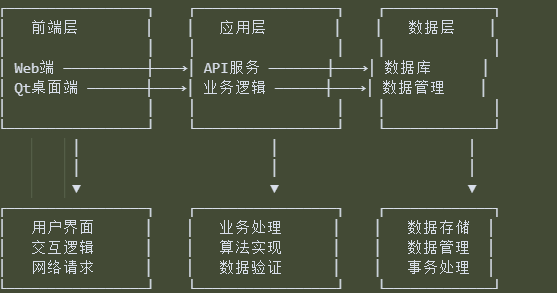 前端层 应用层 数据层
Web端 API服务 数据库
Qt桌面端 业务逻辑 数据管理
用户界面 业务处理 数据存储
交互逻辑 算法实现 数据管理
网络请求 数据验证 事务处理